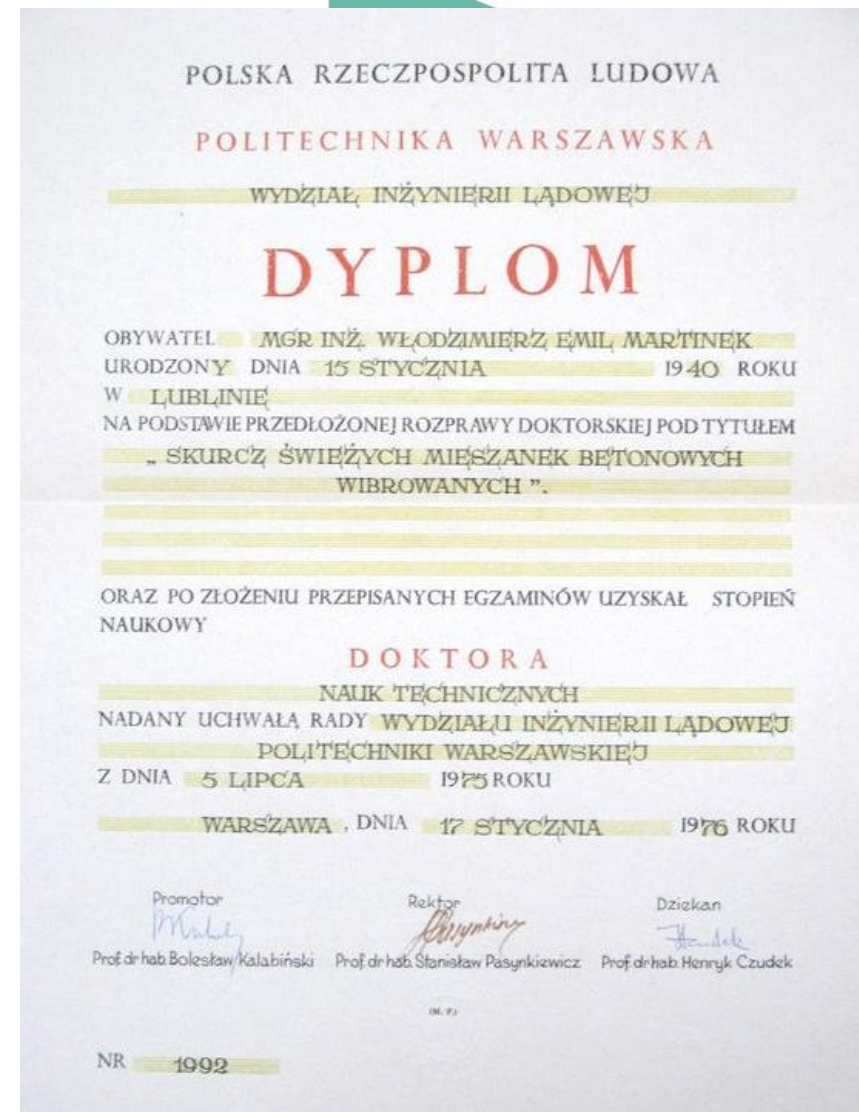 POLSKA RZECZPOSPOLITA LUDOWA
POLITECHNIKA WARSZAWSKA
WYDZIAŁ INŻYNIERII LĄDOWEJ
DYPLOM
OBYWATEL MGR INŻ. WŁODZIMIERZ EMIL MARTINEK
URODZONY DNIA 15 STYCZNIA 1940 ROKU
W LUBLINIE
NA PODSTAWIE PRZEDŁOŻONEJ ROZPRAWY DOKTORSKIEJ POD TYTUŁEM
„ SKURCZ ŚWIEŻYCH MIESZANEK BETONOWYCH
WIBROWANYCH ”.
ORAZ PO ZŁOŻENIU PRZEPISANYCH EGZAMINÓW UZYSKAŁ STOPIEŃ
NAUKOWY
DOKTORA
NAUK TECHNICZNYCH
NADANY UCHWAŁĄ RADY WYDZIAŁU INŻYNIERII LĄDOWEJ
POLITECHNIKI WARSZAWSKIEJ
Z DNIA 5 LIPCA 1975 ROKU
WARSZAWA , DNIA 17 STYCZNIA 1976 ROKU
Promotor Rektor Dziekan
Prof. dr hab. Bolesław Kalabiński Prof. dr hab. Stanisław Pasynkiewicz Prof. dr hab. Henryk Czudek
(M. P.)
NR 1992